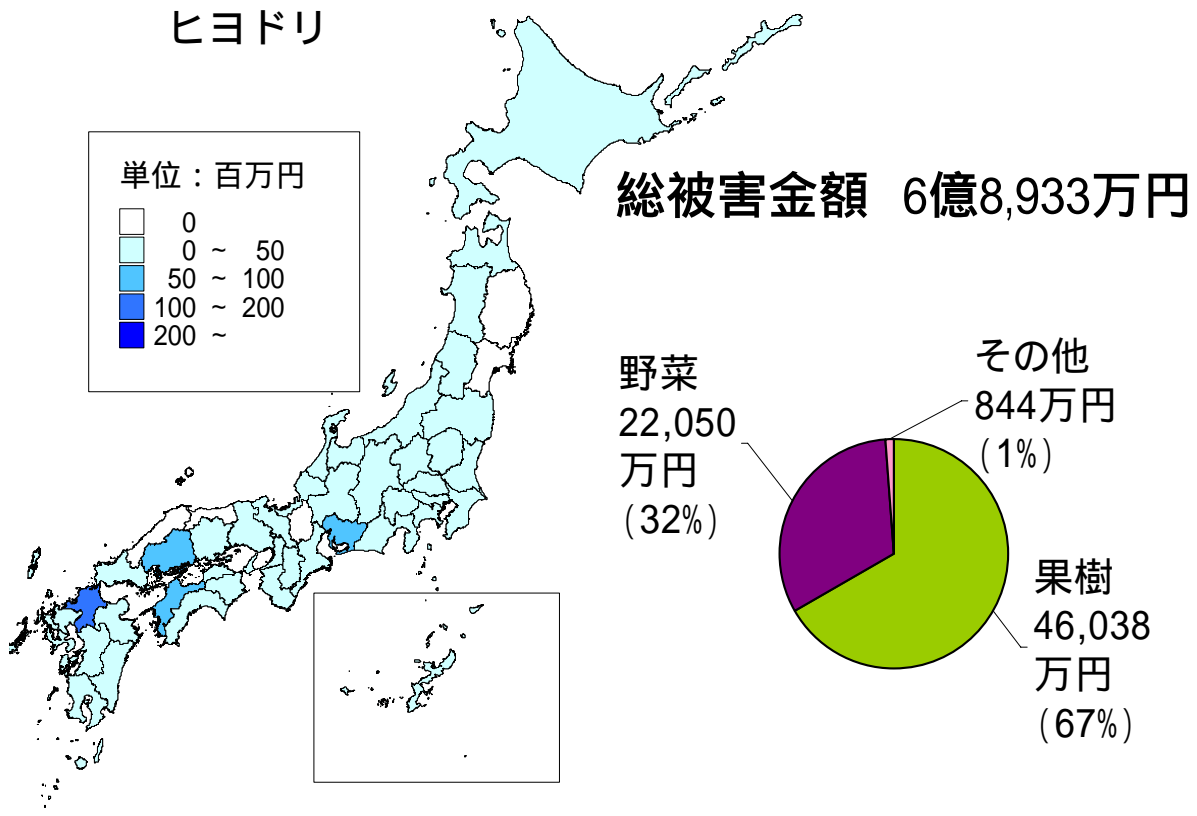 ヒヨドリ
単位：百万円
0
0 ~ 50
50 ~ 100
100 ~ 200
200 ~
総被害金額 6億8,933万円
野菜
22,050
万円
(32%)
その他
844万円
(1%)
果樹
46,038
万円
(67%)